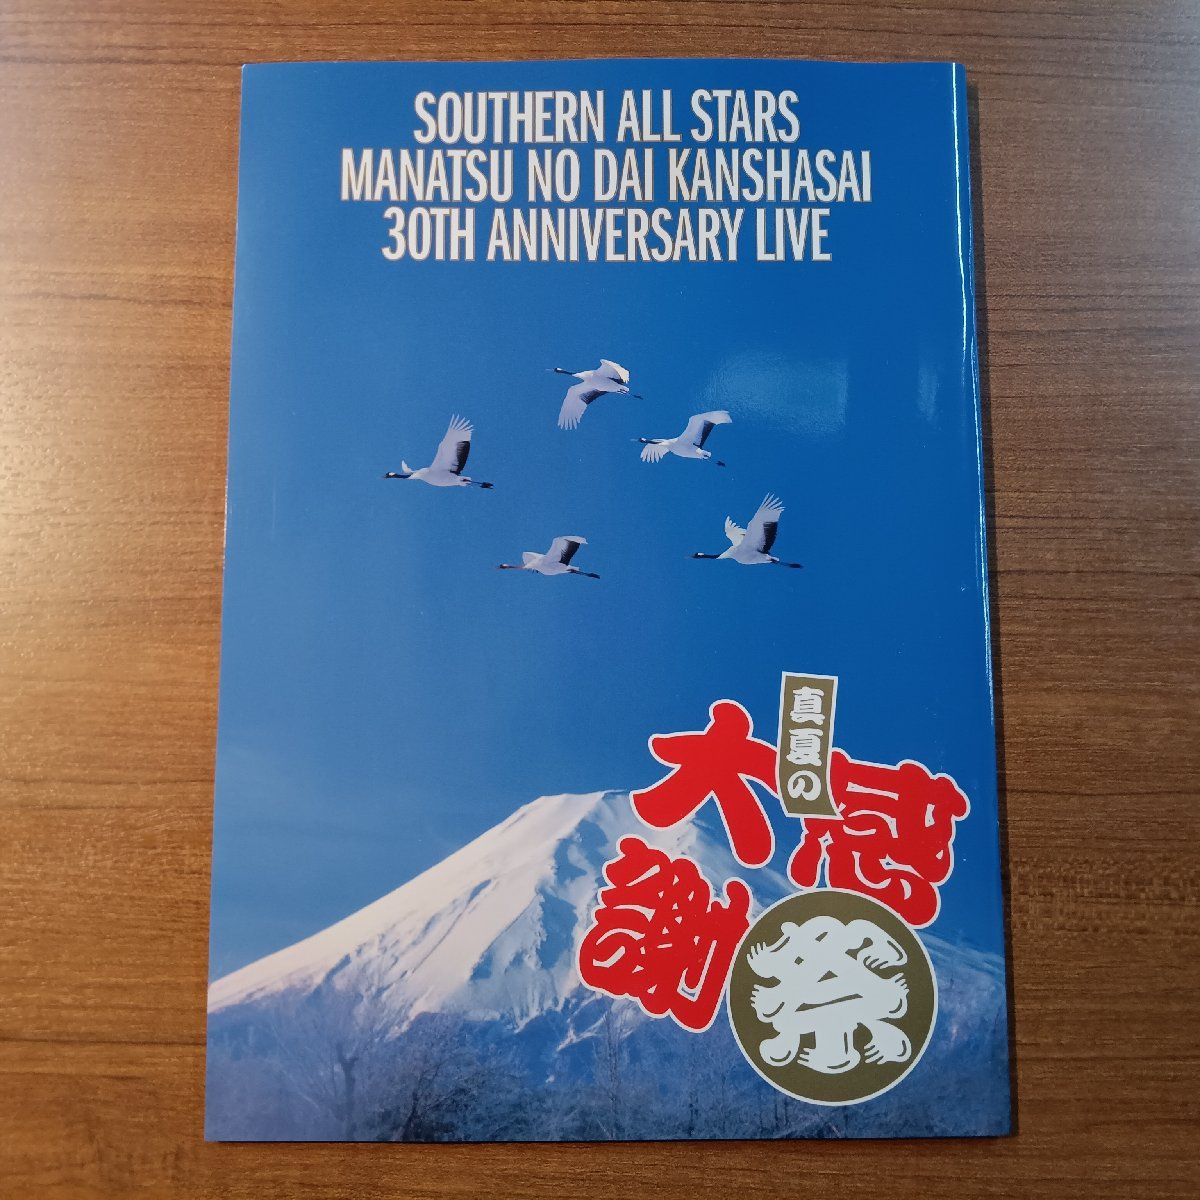 SOUTHERN ALL STARS
MANATSU NO DAI KANSHASAI
30TH ANNIVERSARY LIVE
真夏の
大感
謝祭